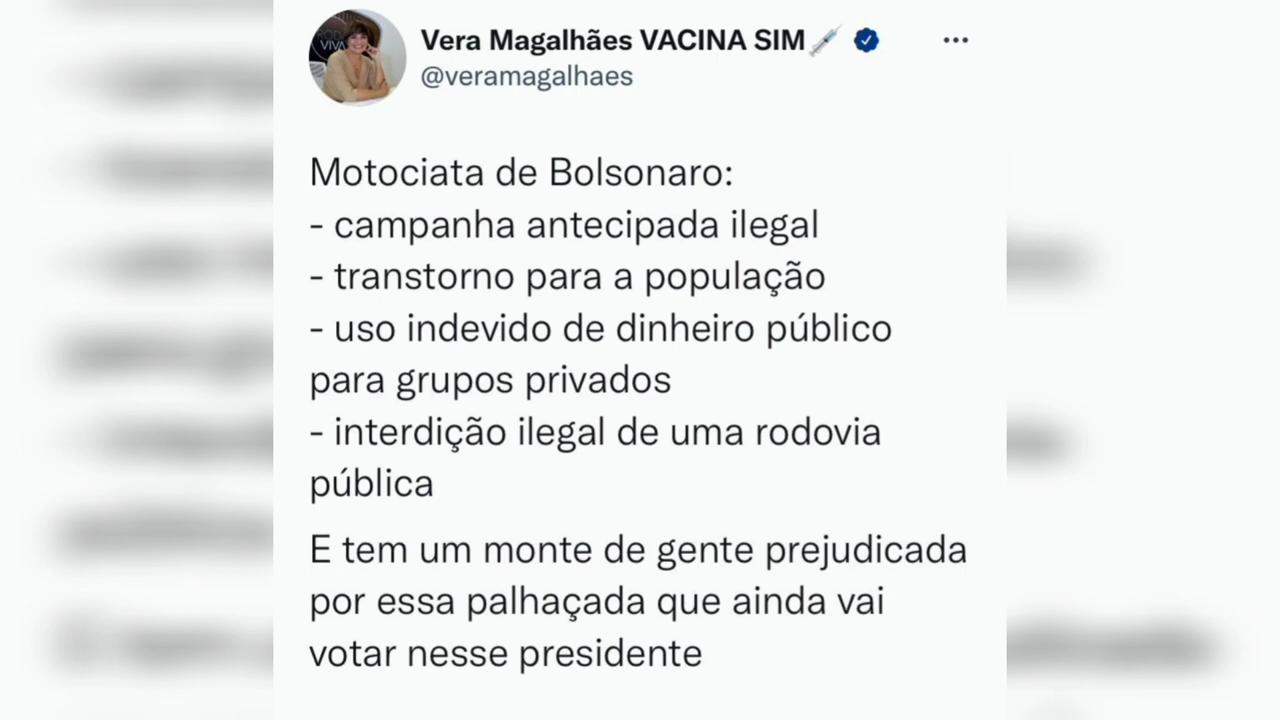 RODA
VIVA
Vera Magalhães VACINA SIM💉
@veramagalhaes
Motociata de Bolsonaro:
- campanha antecipada ilegal
- transtorno para a população
- uso indevido de dinheiro público
para grupos privados
- interdição ilegal de uma rodovia
pública
E tem um monte de gente prejudicada
por essa palhaçada que ainda vai
votar nesse presidente